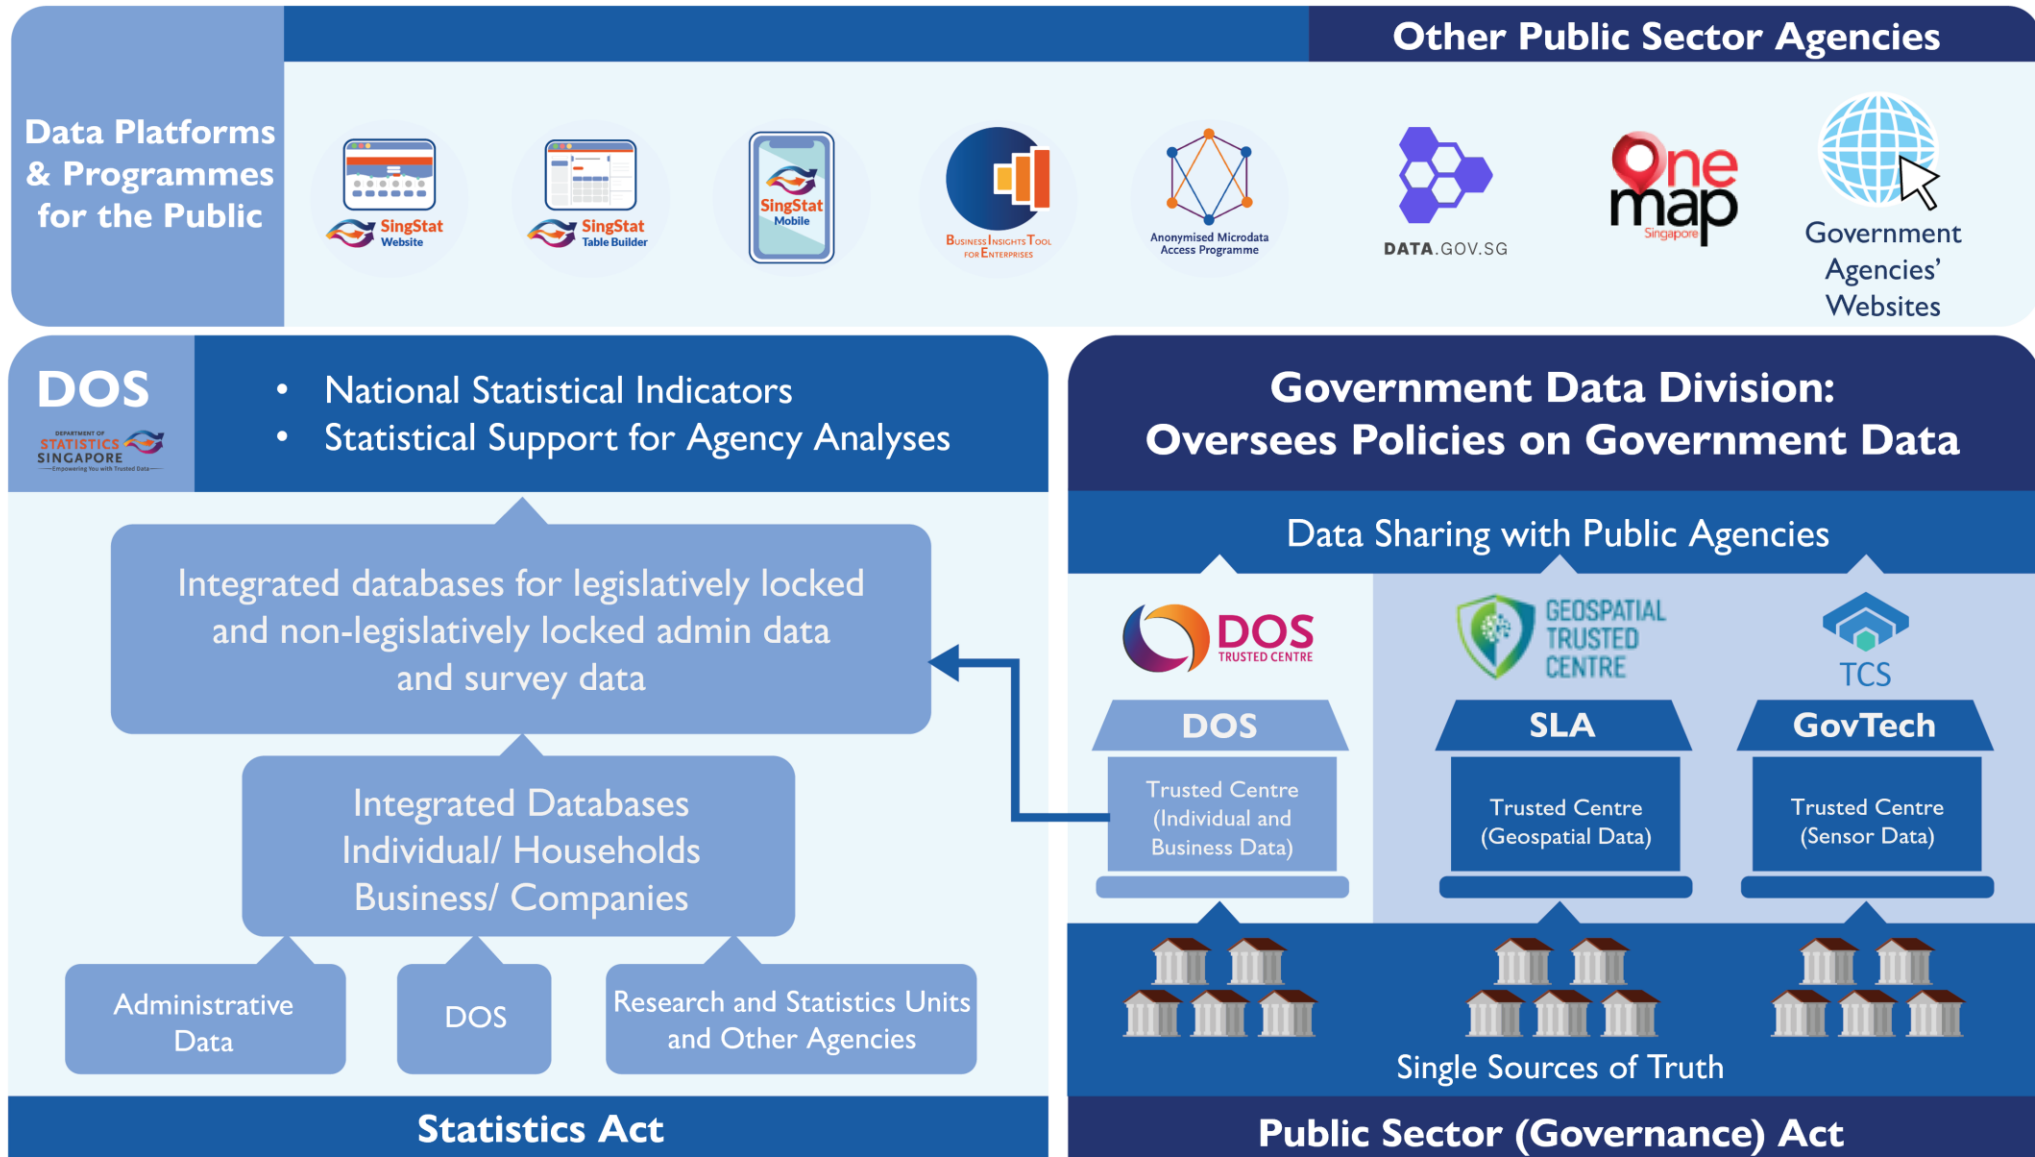 Other Public Sector Agencies
Data Platforms
& Programmes
for the Public
SingStat
Website
SingStat
Table Builder
SingStat
Mobile
BUSINESS INSIGHTS TOOL
FOR ENTERPRISES
Anonymised Microdata
Access Programme
DATA.GOV.SG
One
map
Singapore
Government
Agencies'
Websites
DOS
DEPARTMENT OF
STATISTICS
SINGAPORE
Empowering You with Trusted Data
• National Statistical Indicators
• Statistical Support for Agency Analyses
Integrated databases for legislatively locked
and non-legislatively locked admin data
and survey data
Integrated Databases
Individual/ Households
Business/ Companies
Administrative
Data
DOS
Research and Statistics Units
and Other Agencies
Statistics Act
Government Data Division:
Oversees Policies on Government Data
Data Sharing with Public Agencies
DOS
TRUSTED CENTRE
GEOSPATIAL
TRUSTED
CENTRE
TCS
DOS
SLA
GovTech
Trusted Centre
(Individual and
Business Data)
Trusted Centre
(Geospatial Data)
Trusted Centre
(Sensor Data)
Single Sources of Truth
Public Sector (Governance) Act